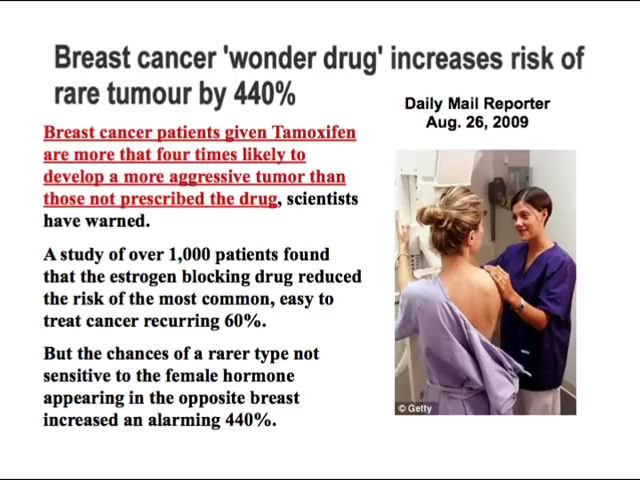 Breast cancer 'wonder drug' increases risk of
rare tumour by 440%
Daily Mail Reporter
Aug. 26, 2009
Breast cancer patients given Tamoxifen
are more that four times likely to
develop a more aggressive tumor than
those not prescribed the drug, scientists
have warned.
A study of over 1,000 patients found
that the estrogen blocking drug reduced
the risk of the most common, easy to
treat cancer recurring 60%.
But the chances of a rarer type not
sensitive to the female hormone
appearing in the opposite breast
increased an alarming 440%.
© Getty